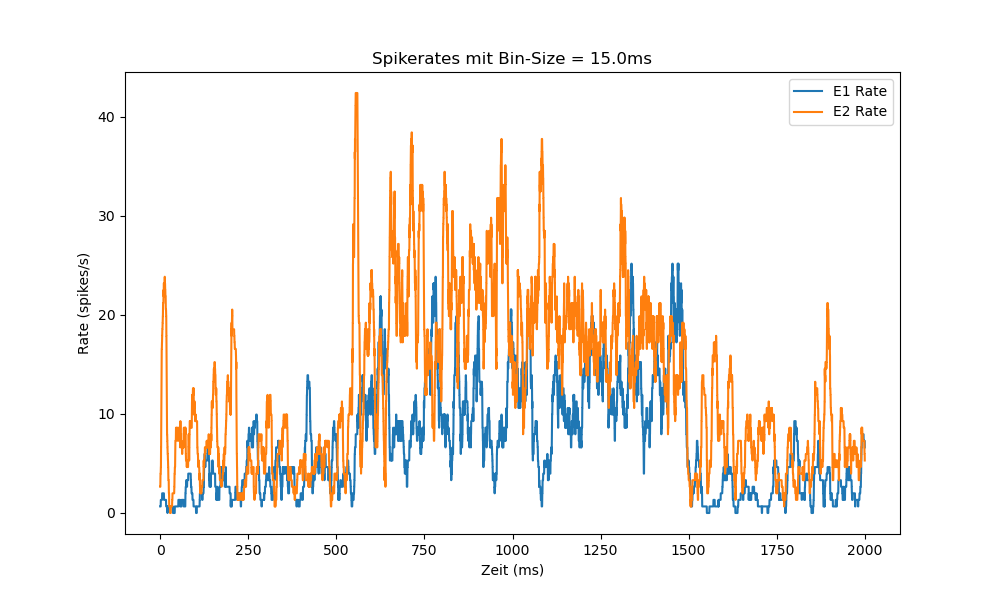 Spikerates mit Bin-Size = 15.0ms
E1 Rate
E2 Rate
Rate (spikes/s)
40
30
20
10
0
0 250 500 750 1000 1250 1500 1750 2000
Zeit (ms)